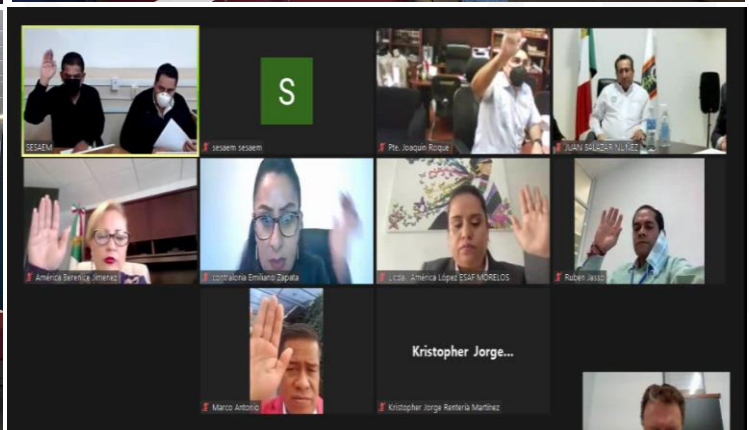 SESAEM
S
sesaem sesaem
Pte. Joaquin Roque
JUAN SALAZAR NUÑEZ
América Berenice Jimenez
contraloria Emiliano Zapata
Licda. América López ESAF MORELOS
Ruben Jasso
Marco Antonio
Kristopher Jorge...
Kristopher Jorge Rentería Martínez